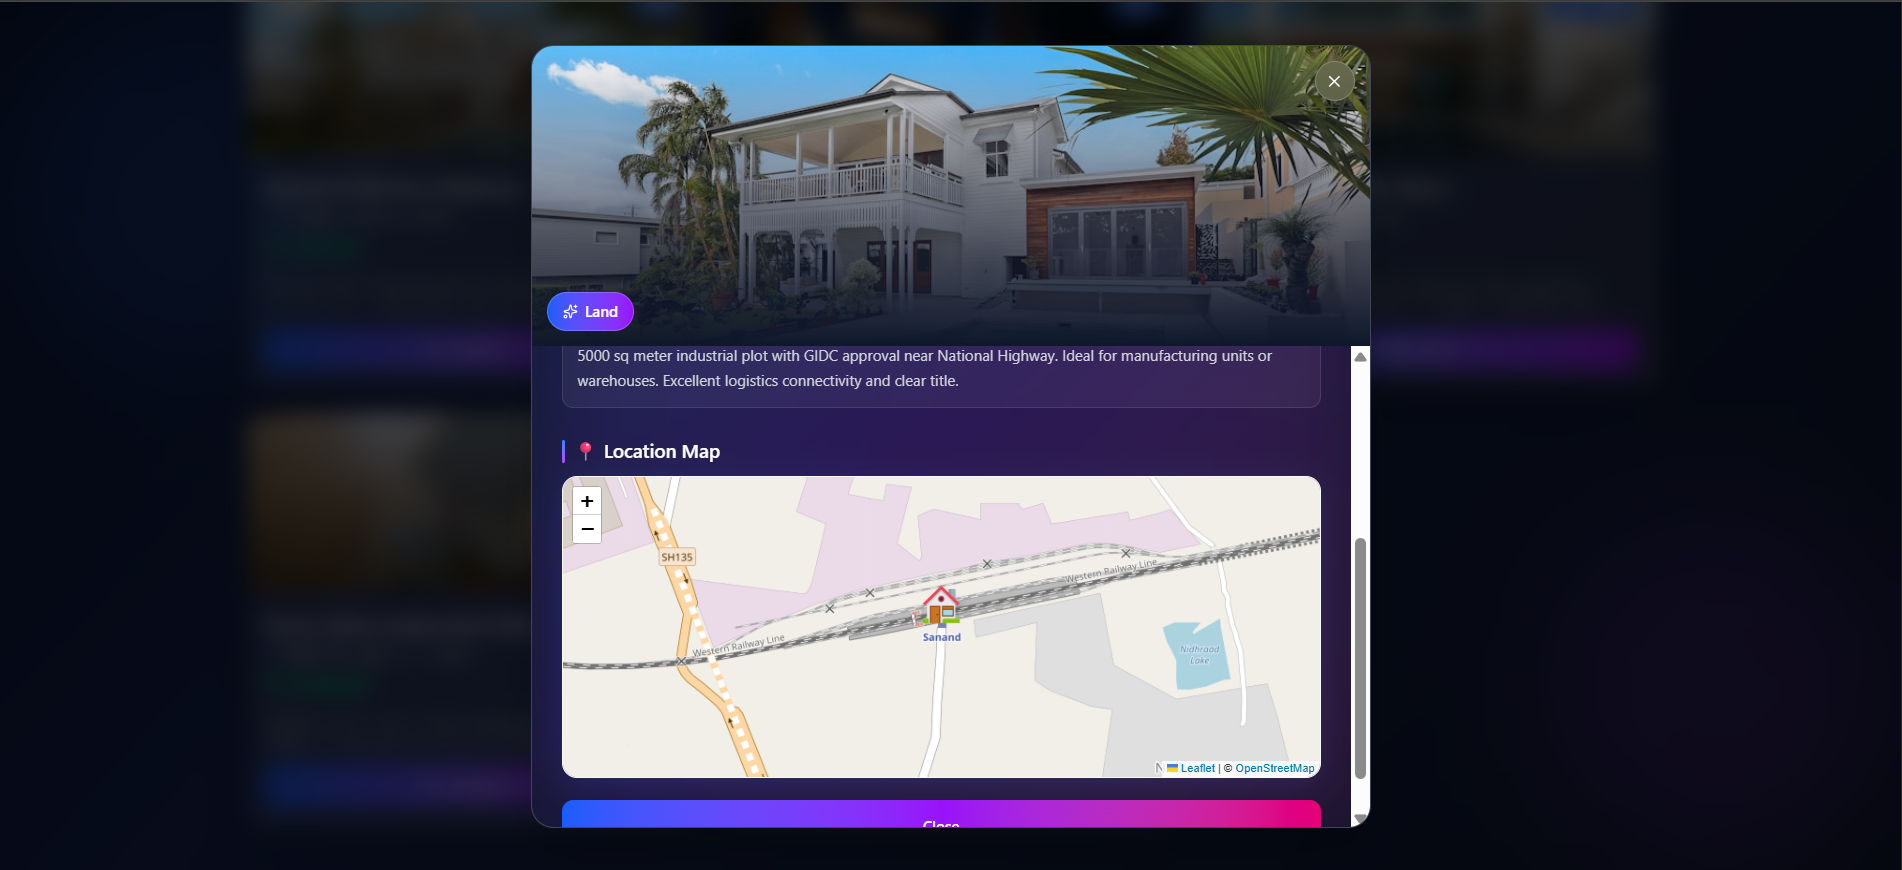 Land
5000 sq meter industrial plot with GIDC approval near National Highway. Ideal for manufacturing units or
warehouses. Excellent logistics connectivity and clear title.
📍 Location Map
+
−
SH135
Western Railway Line
Western Railway Line
Sanand
Nidhraad
Lake
Leaflet | © OpenStreetMap
Close